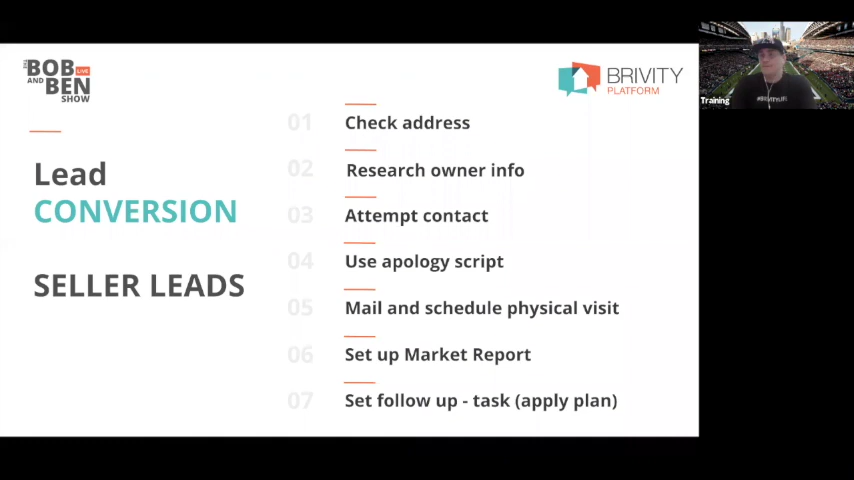 THE BOB LIVE
AND BEN
SHOW
BRIVITY
PLATFORM
Training
#BRIVITYLIFE
Lead
CONVERSION
SELLER LEADS
01 Check address
02 Research owner info
03 Attempt contact
04 Use apology script
05 Mail and schedule physical visit
06 Set up Market Report
07 Set follow up - task (apply plan)